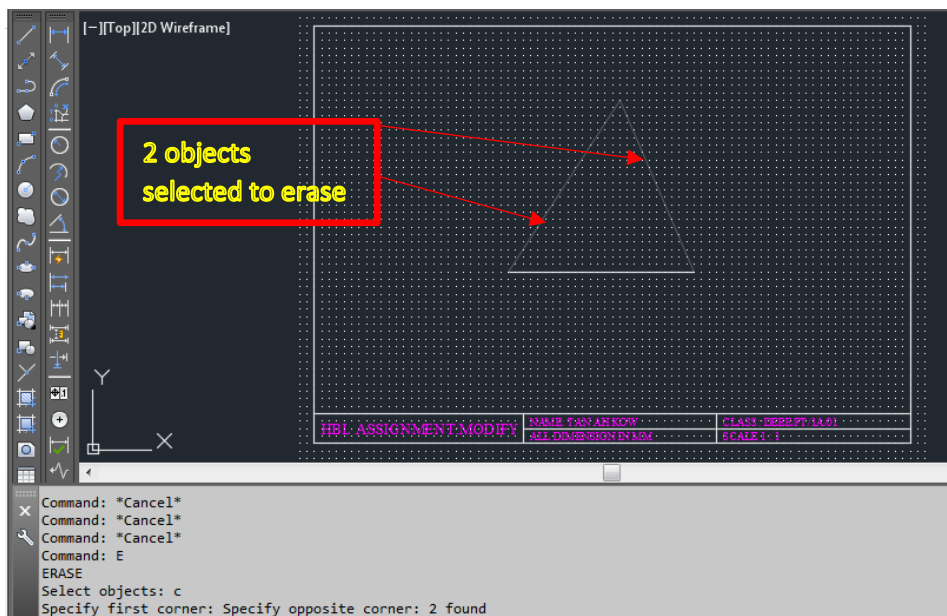 [−][Top][2D Wireframe]
2 objects
selected to erase
Y
X
HBL ASSIGNMENT:MODIFY
NAME: TAN AN KOW
CLASS: DEEB/FT/1A/01
ALL DIMENSION IN MM
SCALE 1 : 1
Command: *Cancel*
Command: *Cancel*
Command: *Cancel*
Command: E
ERASE
Select objects: c
Specify first corner: Specify opposite corner: 2 found